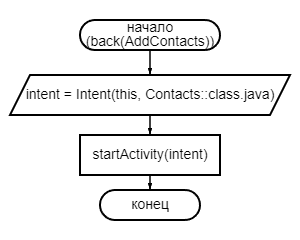 начало
(back(AddContacts))
intent = Intent(this, Contacts::class.java)
startActivity(intent)
конец